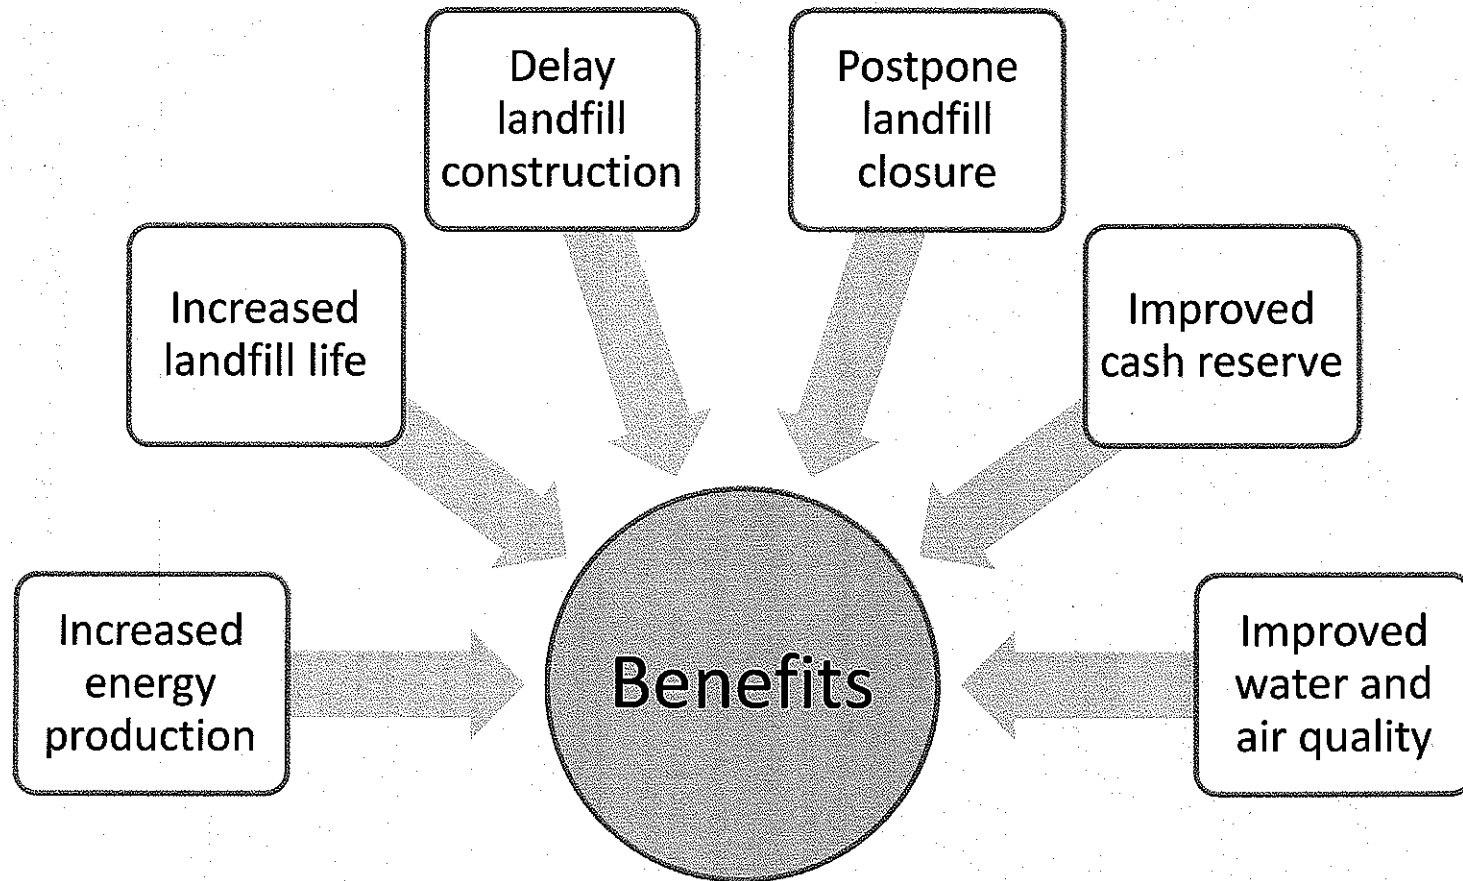 Delay
landfill
construction
Postpone
landfill
closure
Increased
landfill life
Improved
cash reserve
Increased
energy
production
Benefits
Improved
water and
air quality